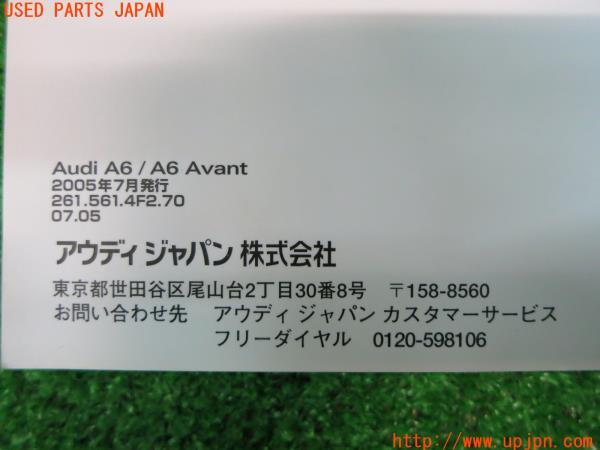 USED PARTS JAPAN
Audi A6 / A6 Avant
2005年7月発行
261.561.4F2.70
07.05
アウディ ジャパン 株式会社
東京都世田谷区尾山台2丁目30番8号 〒158-8560
お問い合わせ先 アウディ ジャパン カスタマーサービス
フリーダイヤル 0120-598106
http://www.upjpn.com/